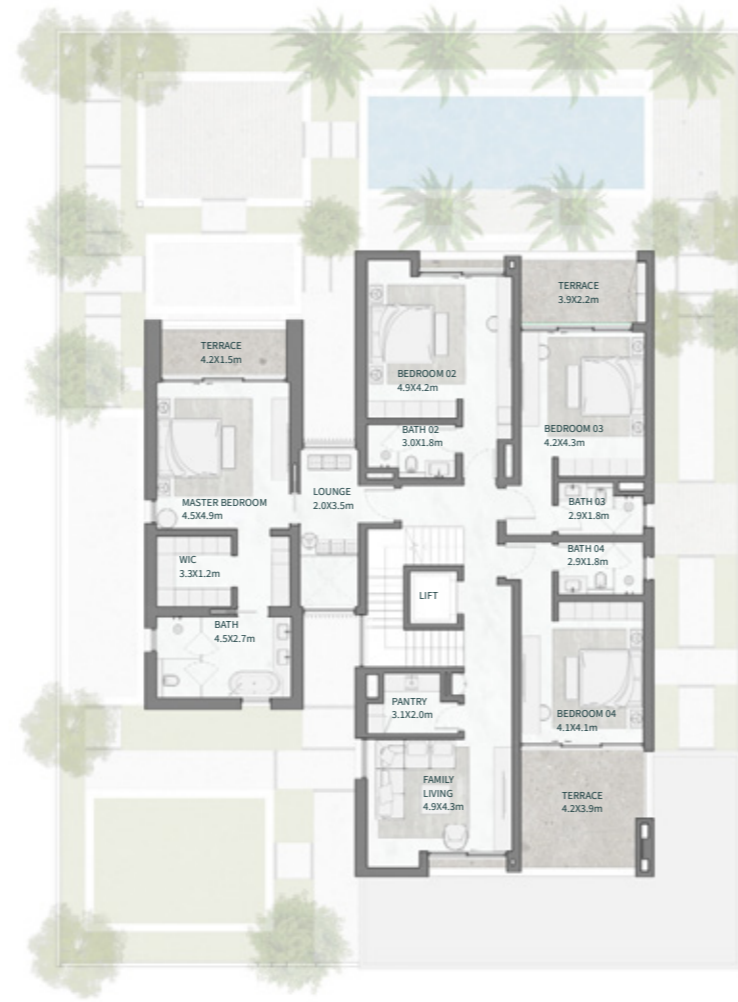 TERRACE
3.9X2.2m
TERRACE
4.2X1.5m
BEDROOM 02
4.9X4.2m
BATH 02
3.0X1.8m
BEDROOM 03
4.2X4.3m
MASTER BEDROOM
4.5X4.9m
LOUNGE
2.0X3.5m
BATH 03
2.9X1.8m
BATH 04
2.9X1.8m
WIC
3.3X1.2m
LIFT
BATH
4.5X2.7m
PANTRY
3.1X2.0m
BEDROOM 04
4.1X4.1m
FAMILY
LIVING
4.9X4.3m
TERRACE
4.2X3.9m